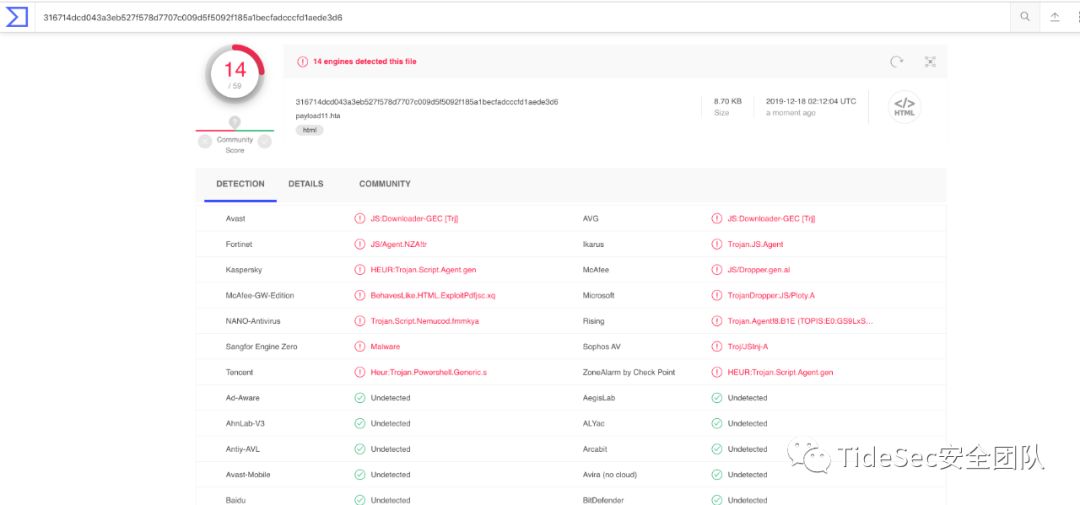 316714dcd043a3eb527f578d7707c009d5f5092f185a1becfadcccfd1aede3d6
14
/ 59
Community Score
14 engines detected this file
316714dcd043a3eb527f578d7707c009d5f5092f185a1becfadcccfd1aede3d6
payload11.hta
html
8.70 KB
Size
2019-12-18 02:12:04 UTC
a moment ago
</>
HTML
DETECTION DETAILS COMMUNITY
Avast JS:Downloader-GEC [Trj] AVG JS:Downloader-GEC [Trj]
Fortinet JS/Agent.NZA!tr Ikarus Trojan.JS.Agent
Kaspersky HEUR:Trojan.Script.Agent.gen McAfee JS/Dropper.gen.ai
McAfee-GW-Edition BehavesLike.HTML.ExploitPdfjsc.xq Microsoft TrojanDropper:JS/Ploty.A
NANO-Antivirus Trojan.Script.Nemucod.fmmkya Rising Trojan.Agent!8.B1E (TOPIS:E0:GS9LxS...
Sangfor Engine Zero Malware Sophos AV Troj/JSInj-A
Tencent Heur:Trojan.Powershell.Generic.s ZoneAlarm by Check Point HEUR:Trojan.Script.Agent.gen
Ad-Aware Undetected AegisLab Undetected
AhnLab-V3 Undetected ALYac Undetected
Antiy-AVL Undetected Arcabit Undetected
Avast-Mobile Undetected Avira (no cloud) Undetected
Baidu Undetected BitDefender Undetected
TideSec安全团队